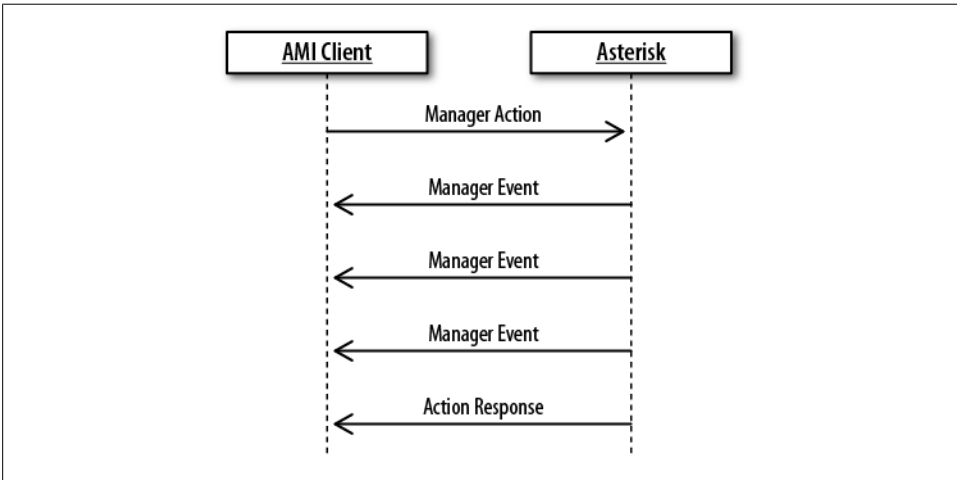 AMI Client
Asterisk
Manager Action
Manager Event
Manager Event
Manager Event
Action Response